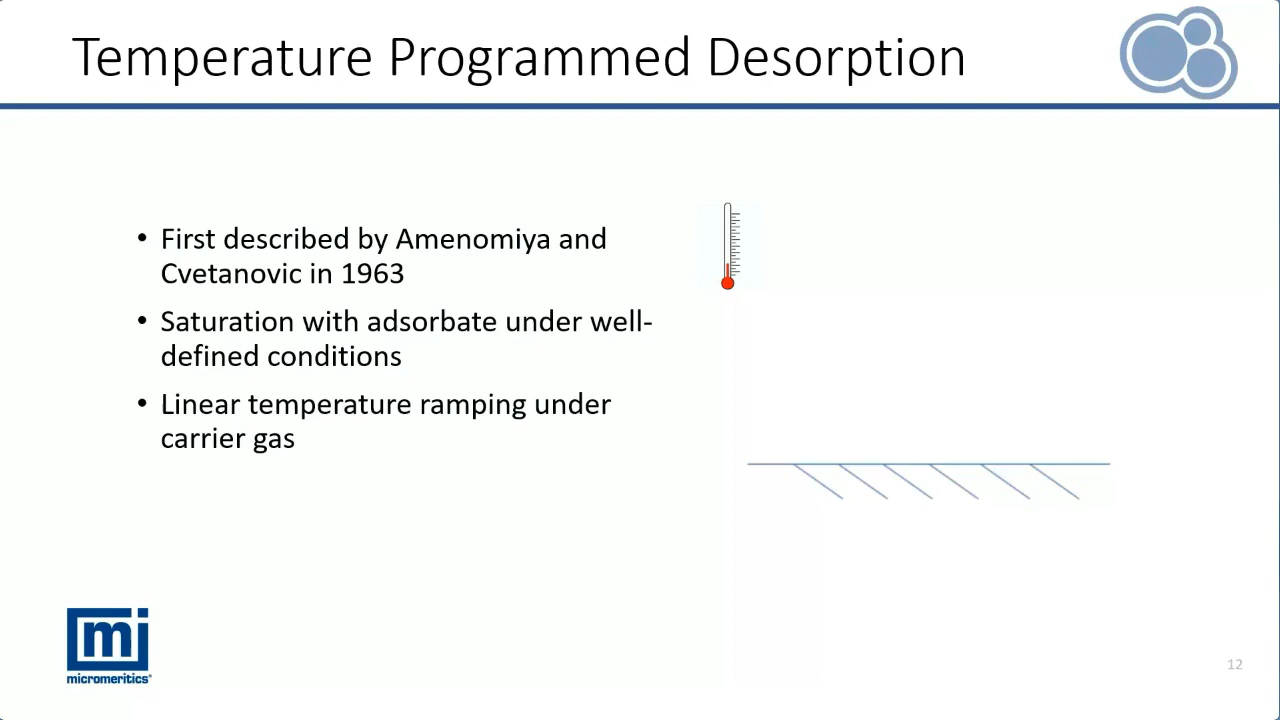 Temperature Programmed Desorption
• First described by Amenomiya and
Cvetanovic in 1963
• Saturation with adsorbate under well-
defined conditions
• Linear temperature ramping under
carrier gas
mi
micromeritics®
12